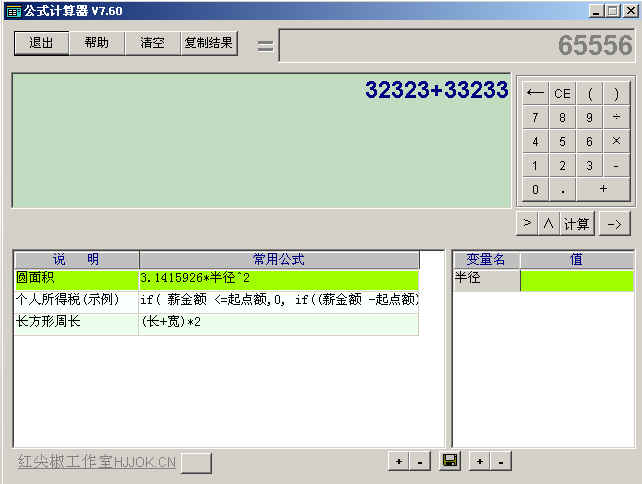 公式计算器 V7.60
退出 帮助 清空 复制结果 = 65556
32323+33233
← CE ( )
7 8 9 ÷
4 5 6 ×
1 2 3 -
0 . +
> ∧ 计算 ->
说 明 常用公式 变量名 值
圆面积 3.1415926*半径^2 半径
个人所得税(示例) if( 薪金额 <=起点额,0, if((薪金额 -起点额)
长方形周长 (长+宽)*2
红尖椒工作室HJJOK.CN + - + -